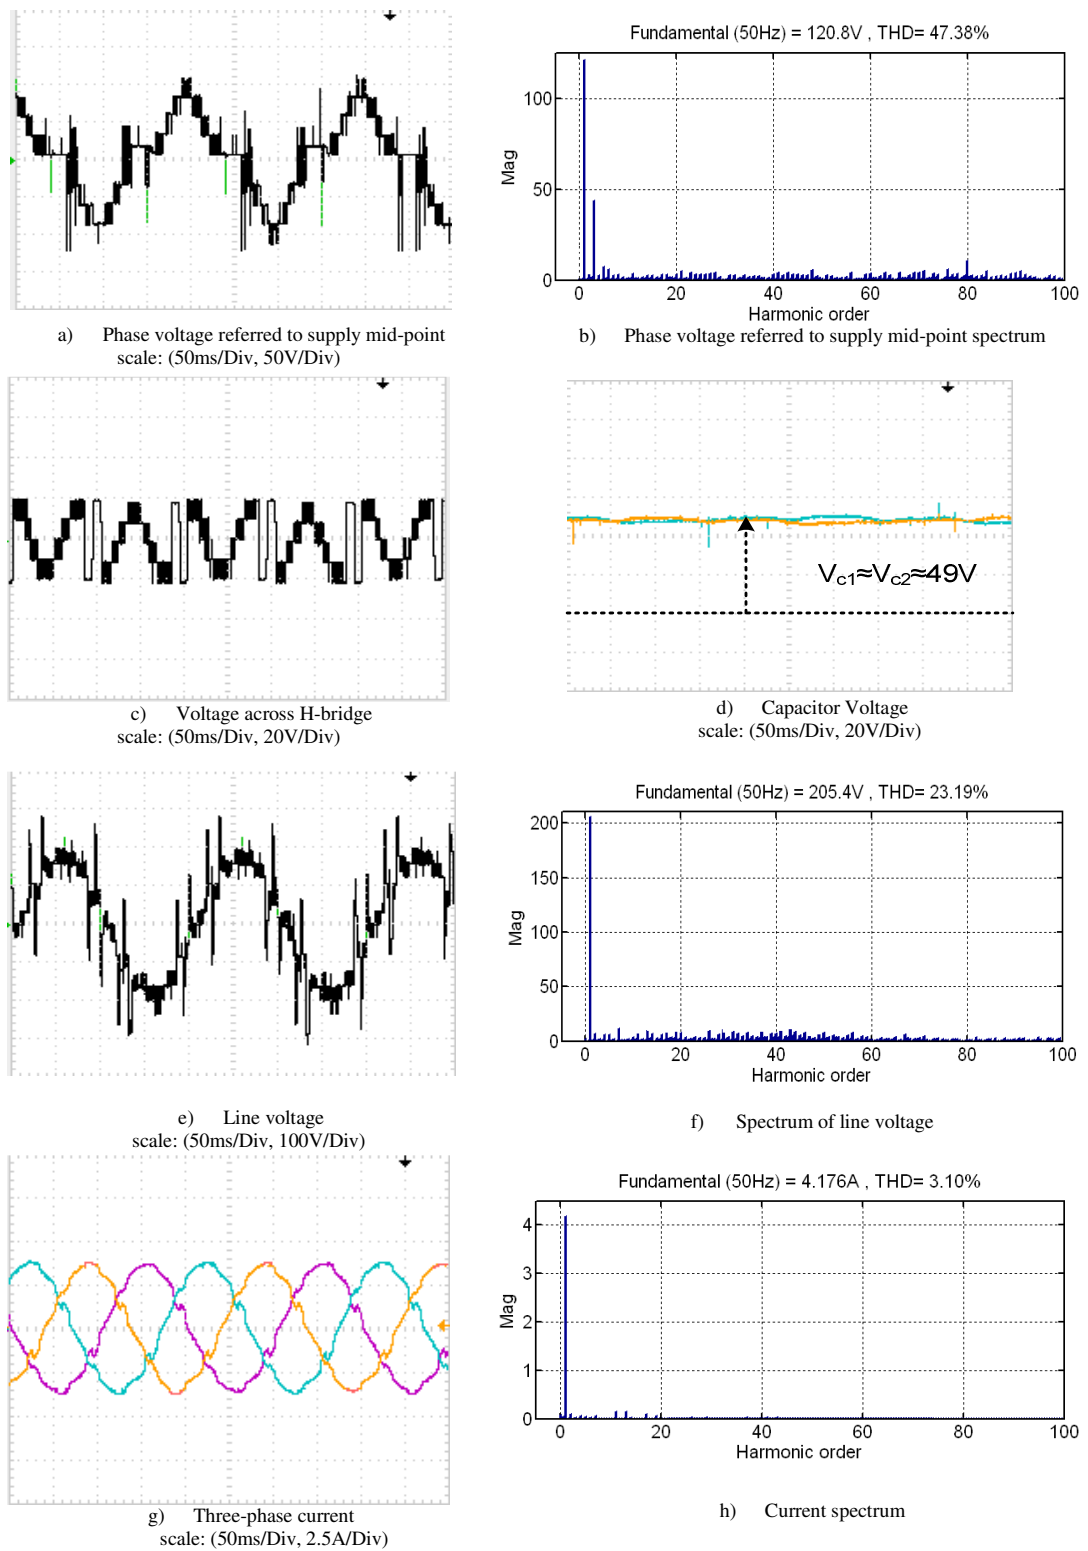 Fundamental (50Hz) = 120.8V , THD= 47.38%
Mag
100
50
0
0 20 40 60 80 100
Harmonic order
a) Phase voltage referred to supply mid-point
scale: (50ms/Div, 50V/Div)
b) Phase voltage referred to supply mid-point spectrum
Vc1≈Vc2≈49V
c) Voltage across H-bridge
scale: (50ms/Div, 20V/Div)
d) Capacitor Voltage
scale: (50ms/Div, 20V/Div)
Fundamental (50Hz) = 205.4V , THD= 23.19%
Mag
200
150
100
50
0
0 20 40 60 80 100
Harmonic order
e) Line voltage
scale: (50ms/Div, 100V/Div)
f) Spectrum of line voltage
Fundamental (50Hz) = 4.176A , THD= 3.10%
Mag
4
3
2
1
0
0 20 40 60 80 100
Harmonic order
g) Three-phase current
scale: (50ms/Div, 2.5A/Div)
h) Current spectrum